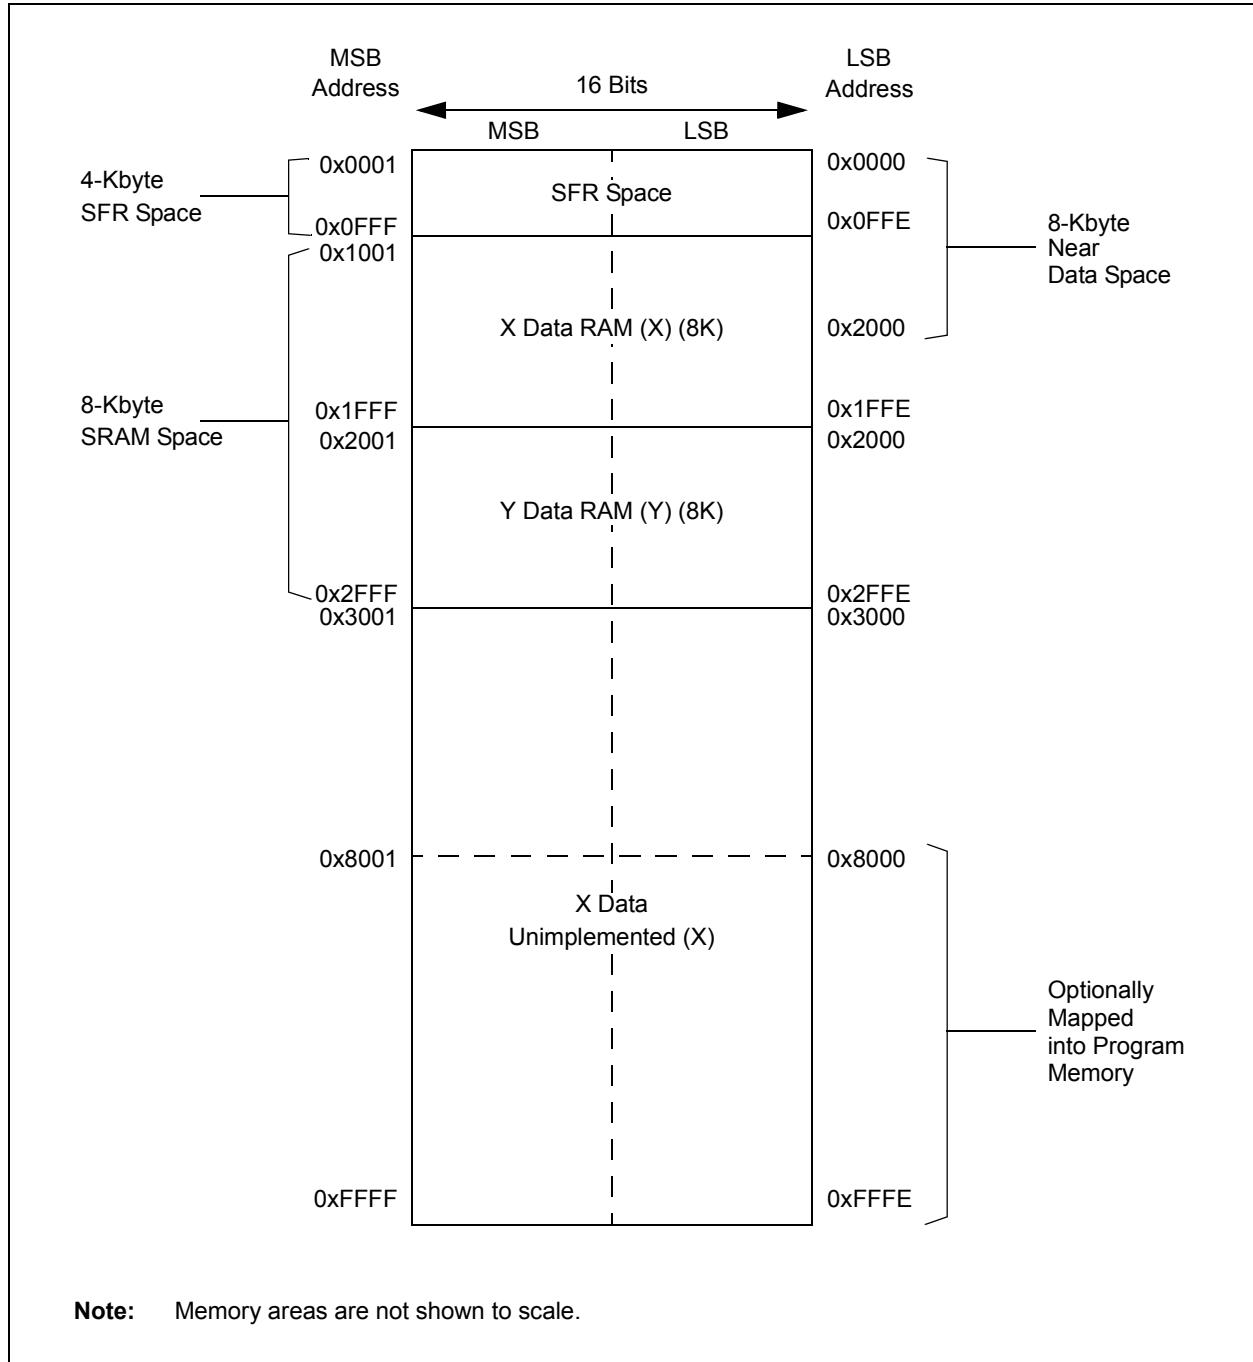 MSB
Address
LSB
Address
16 Bits
MSB
LSB
4-Kbyte
SFR Space
0x0001
0x0FFF
SFR Space
0x0000
0x0FFE
8-Kbyte
Near
Data Space
8-Kbyte
SRAM Space
0x1001
0x1FFF
X Data RAM (X) (8K)
0x2000
0x1FFE
0x2001
0x2FFF
Y Data RAM (Y) (8K)
0x2000
0x2FFE
0x3001
0x3000
0x8001
0x8000
X Data
Unimplemented (X)
Optionally
Mapped
into Program
Memory
0xFFFF
0xFFFE
Note: Memory areas are not shown to scale.